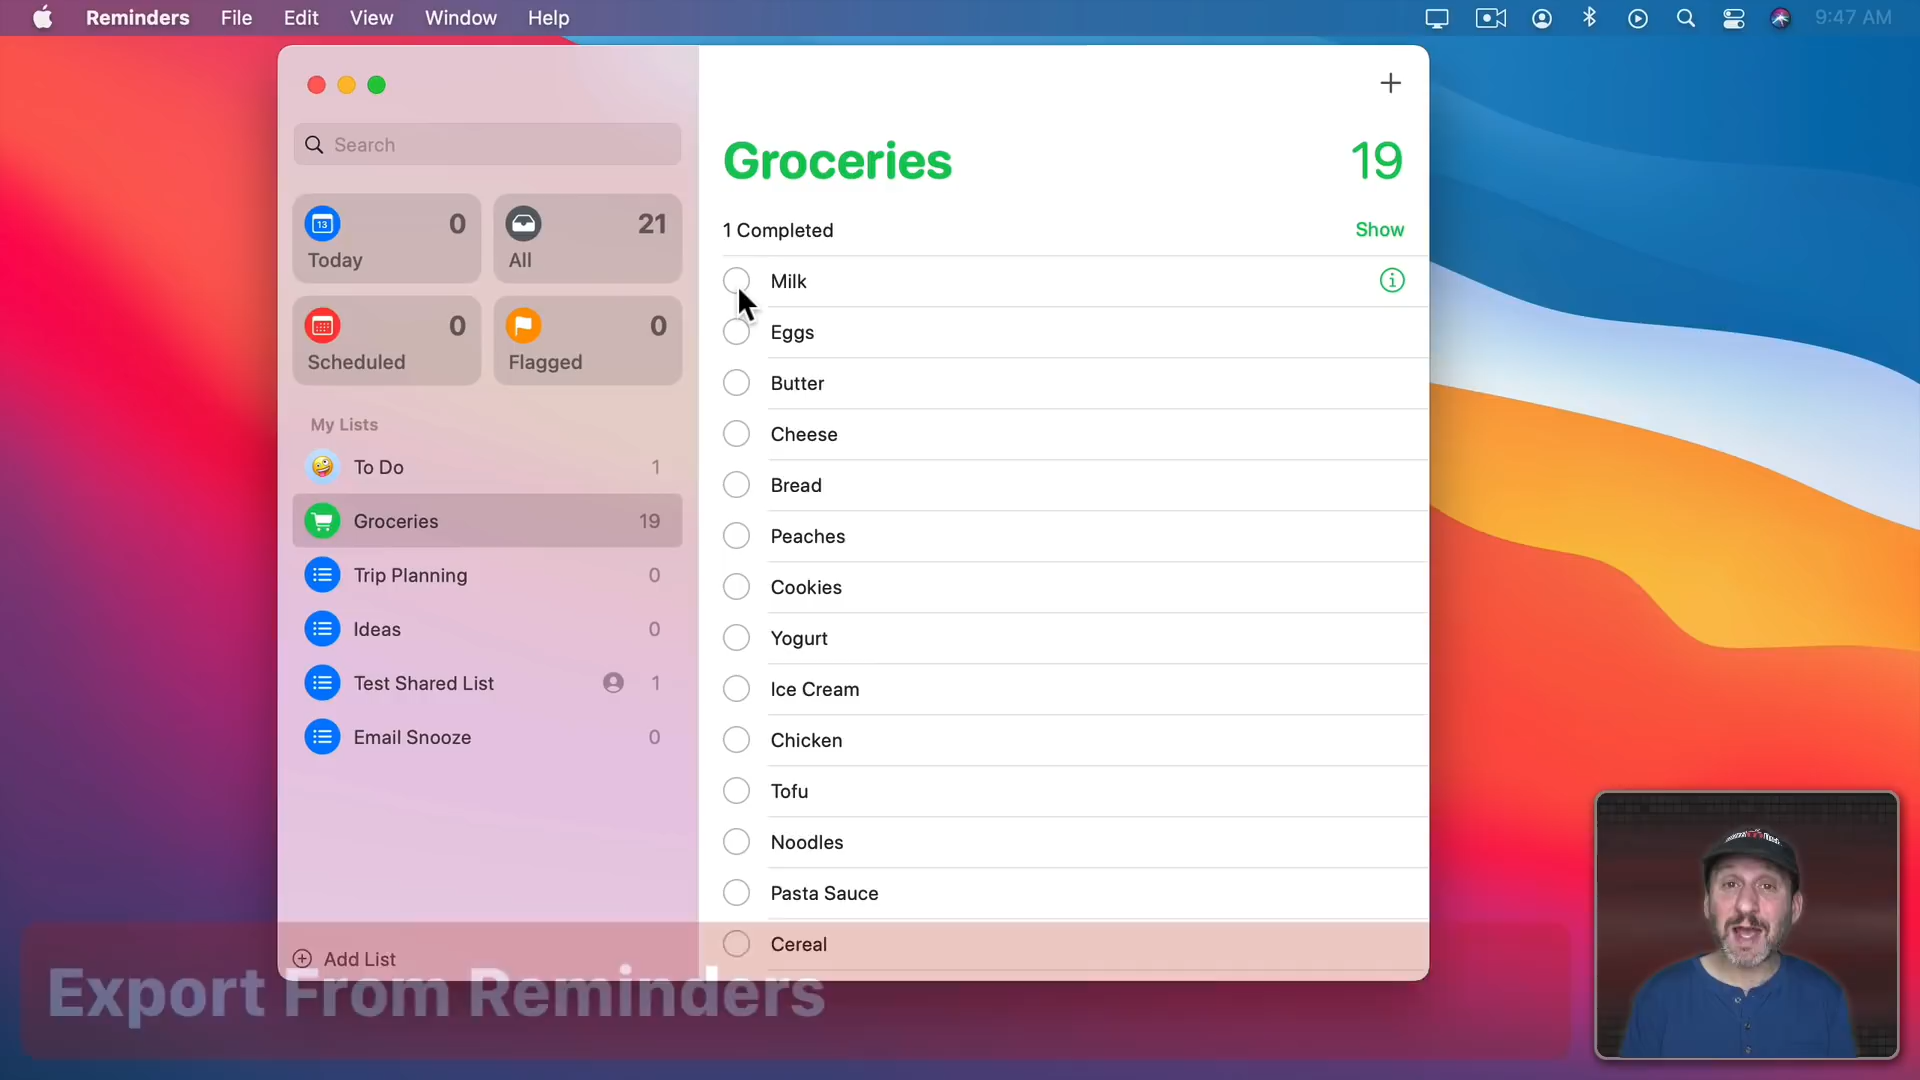 Reminders File Edit View Window Help 9:47 AM
Search
13 0
Today
21
All
0
Scheduled
0
Flagged
My Lists
To Do 1
Groceries 19
Trip Planning 0
Ideas 0
Test Shared List 1
Email Snooze 0
Add List
Groceries 19
1 Completed Show
Milk
Eggs
Butter
Cheese
Bread
Peaches
Cookies
Yogurt
Ice Cream
Chicken
Tofu
Noodles
Pasta Sauce
Cereal
Export From Reminders